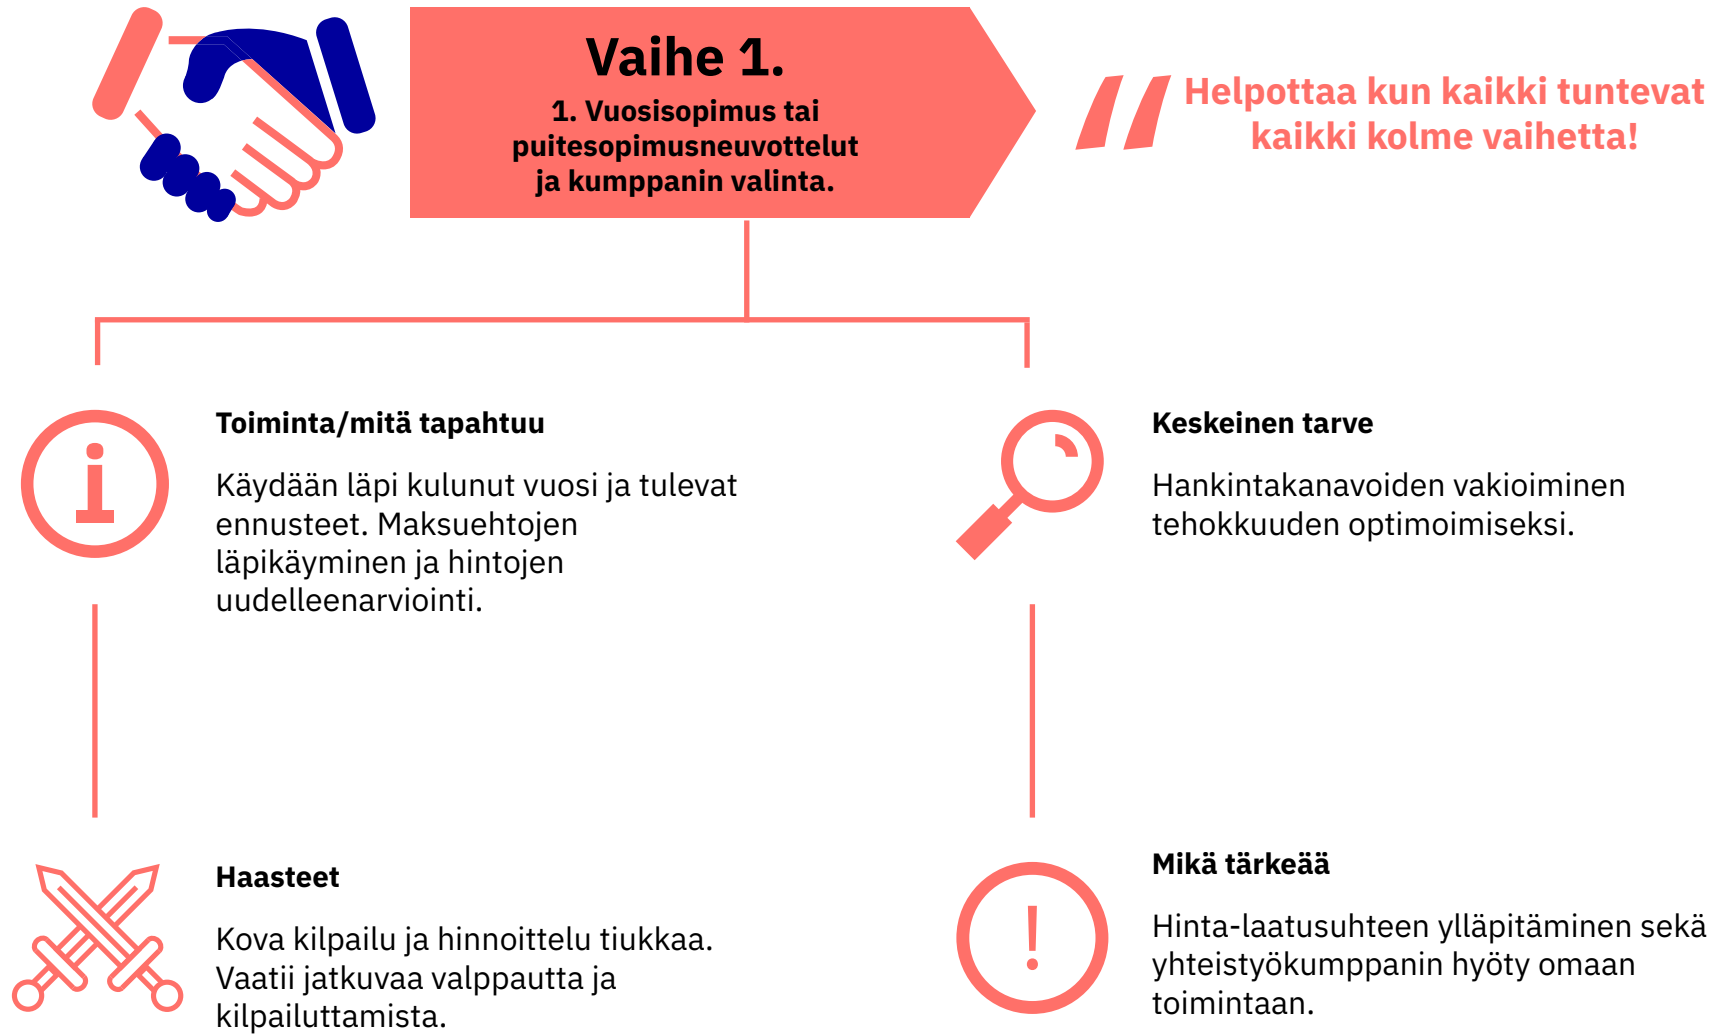 Vaihe 1.
1. Vuosisopimus tai
puitesopimusneuvottelut
ja kumppanin valinta.
“ Helpottaa kun kaikki tuntevat
kaikki kolme vaihetta!
Toiminta/mitä tapahtuu
Käydään läpi kulunut vuosi ja tulevat
ennusteet. Maksuehtojen
läpikäyminen ja hintojen
uudelleenarviointi.
Keskeinen tarve
Hankintakanavoiden vakioiminen
tehokkuuden optimoimiseksi.
Haasteet
Kova kilpailu ja hinnoittelu tiukkaa.
Vaatii jatkuvaa valppautta ja
kilpailuttamista.
Mikä tärkeää
Hinta-laatusuhteen ylläpitäminen sekä
yhteistyökumppanin hyöty omaan
toimintaan.